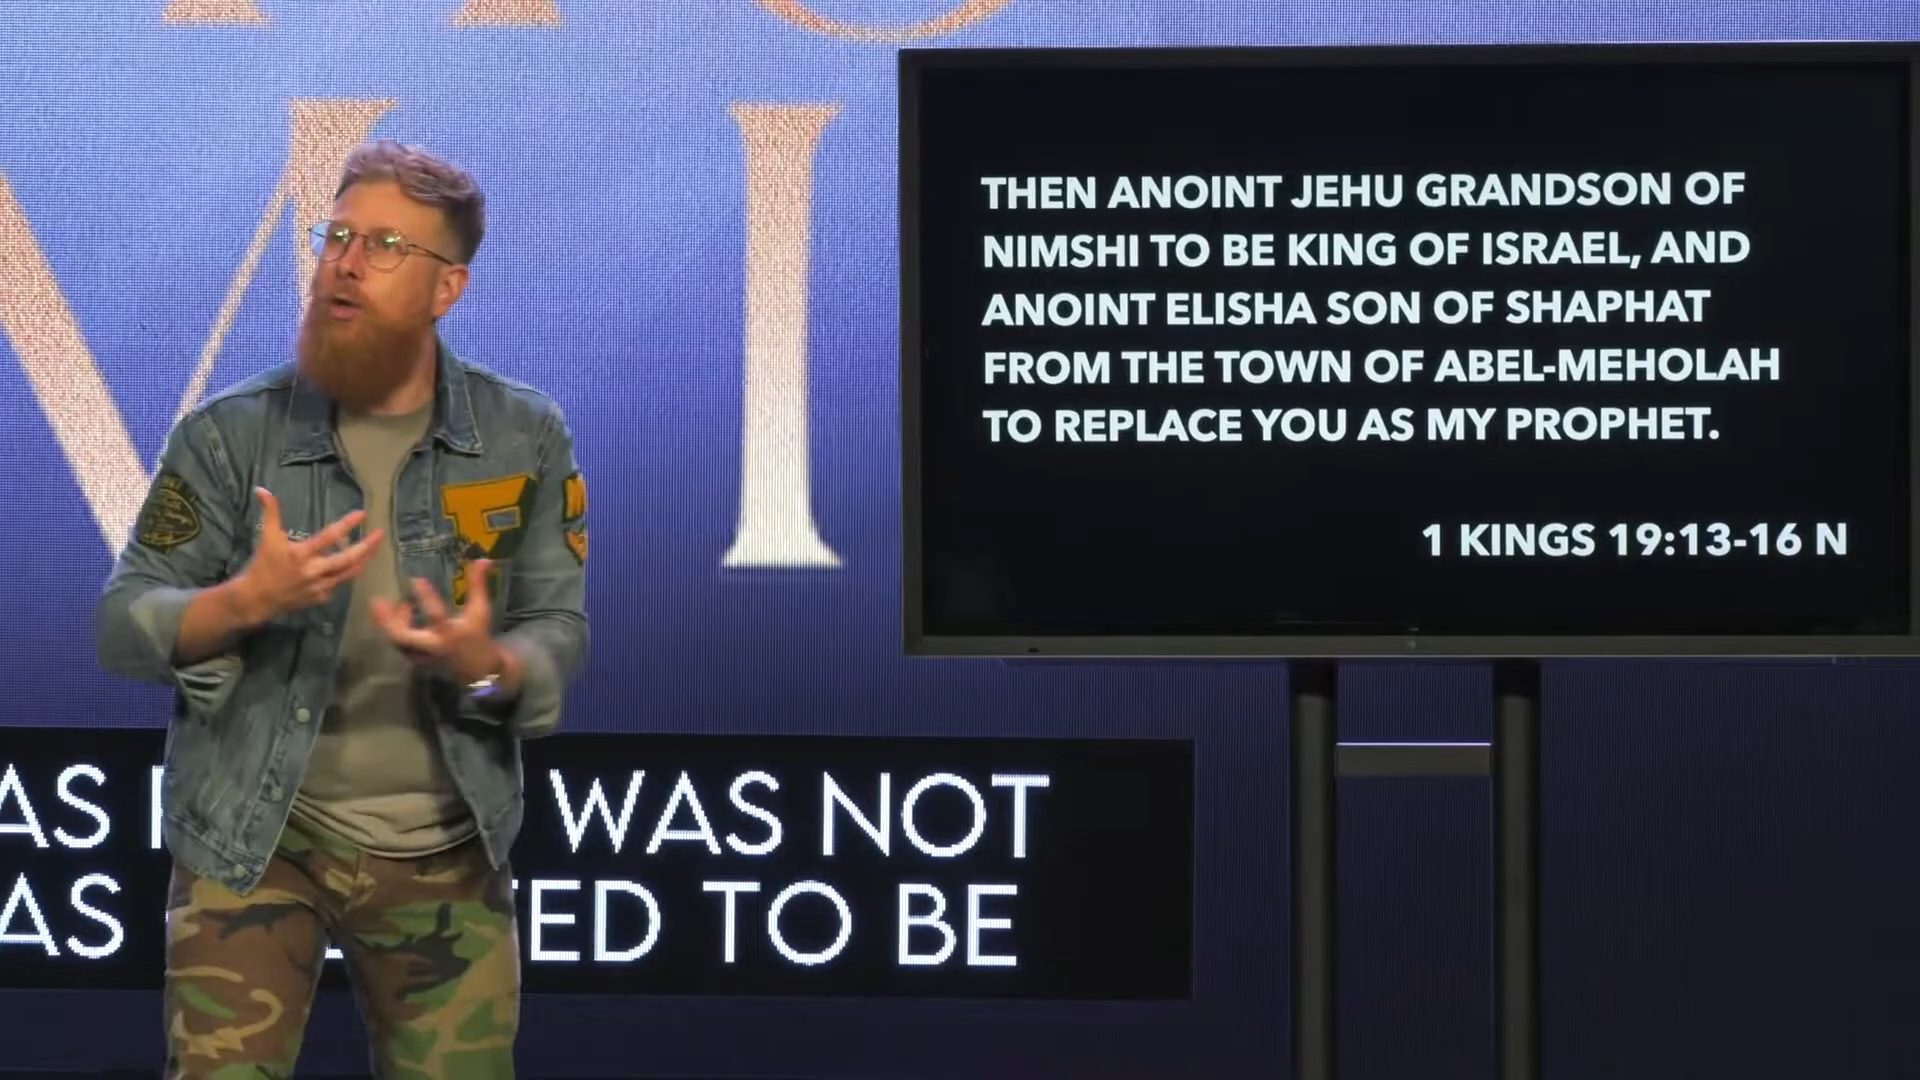 THEN ANOINT JEHU GRANDSON OF
NIMSHI TO BE KING OF ISRAEL, AND
ANOINT ELISHA SON OF SHAPHAT
FROM THE TOWN OF ABEL-MEHOLAH
TO REPLACE YOU AS MY PROPHET.
1 KINGS 19:13-16 N
WAS NOT
TO BE